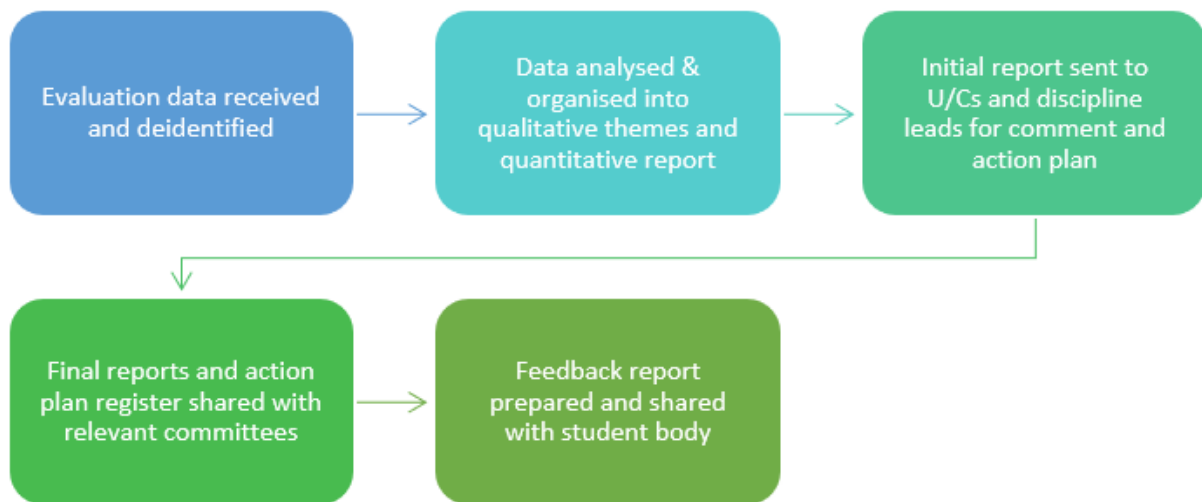 Evaluation data received
and deidentified
Data analysed &
organised into
qualitative themes and
quantitative report
Initial report sent to
U/Cs and discipline
leads for comment and
action plan
Final reports and action
plan register shared with
relevant committees
Feedback report
prepared and shared
with student body